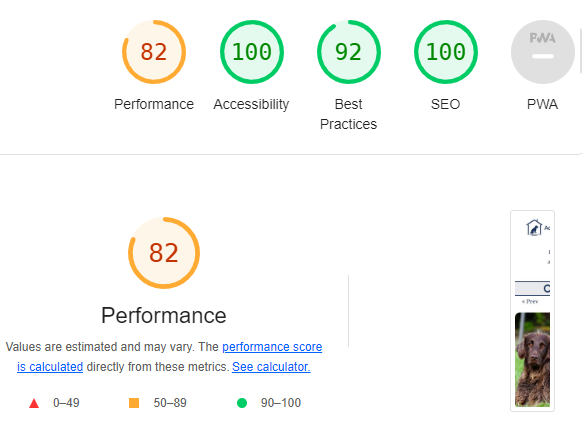 82
100
92
100
PWA
Performance
Accessibility
Best
Practices
SEO
PWA
82
Performance
Values are estimated and may vary. The performance score
is calculated directly from these metrics. See calculator.
0–49
50–89
90–100
« Prev